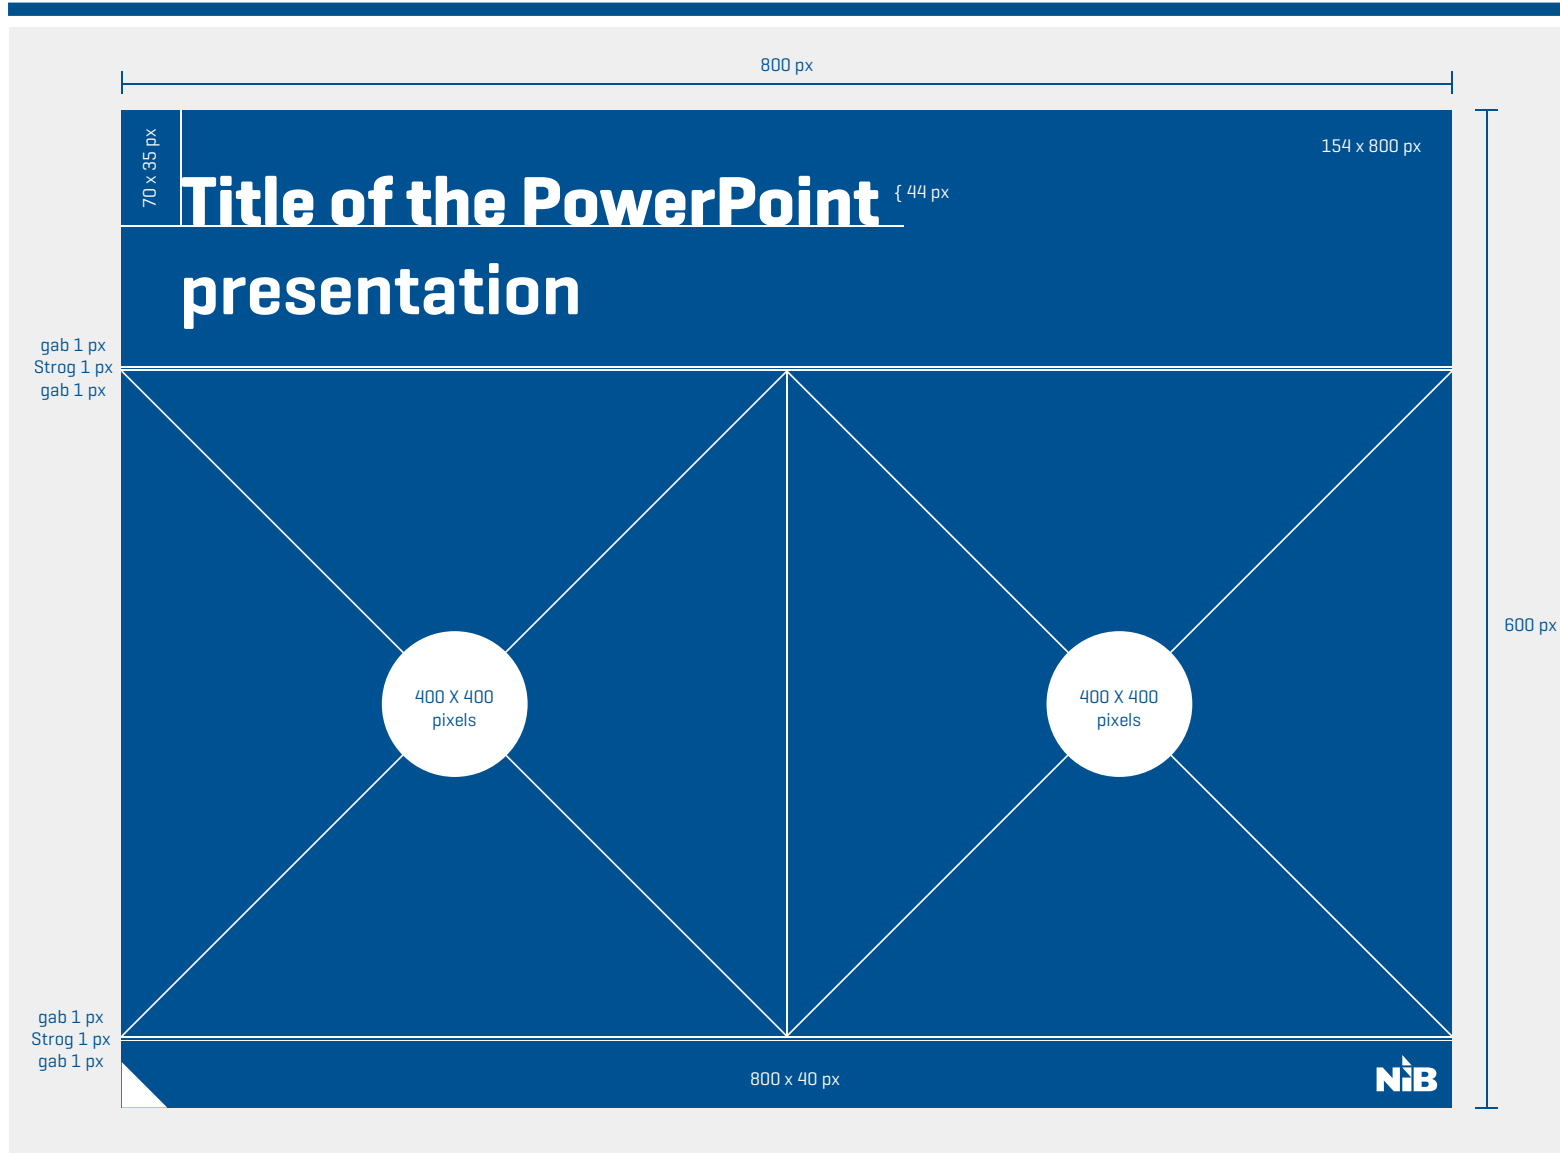 800 px
70 x 35 px
154 x 800 px
Title of the PowerPoint
{ 44 px
presentation
gab 1 px
Strog 1 px
gab 1 px
600 px
400 X 400
pixels
400 X 400
pixels
gab 1 px
Strog 1 px
gab 1 px
800 x 40 px
NiB